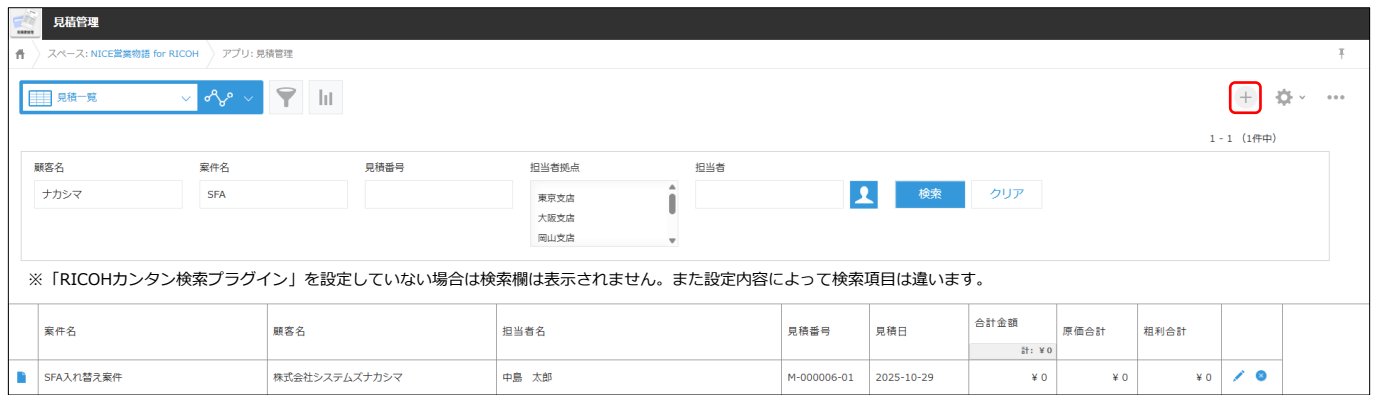 見積管理
スペース: NICE営業物語 for RICOH アプリ: 見積管理
見積一覧
1 - 1 （1件中）
顧客名 案件名 見積番号 担当者拠点 担当者
ナカシマ SFA 東京支店 検索 クリア
大阪支店
岡山支店
※「RICOHカンタン検索プラグイン」を設定していない場合は検索欄は表示されません。また設定内容によって検索項目は違います。
案件名 顧客名 担当者名 見積番号 見積日 合計金額 原価合計 粗利合計
計: ¥ 0
SFA入れ替え案件 株式会社システムズナカシマ 中島 太郎 M-000006-01 2025-10-29 ¥ 0 ¥ 0 ¥ 0